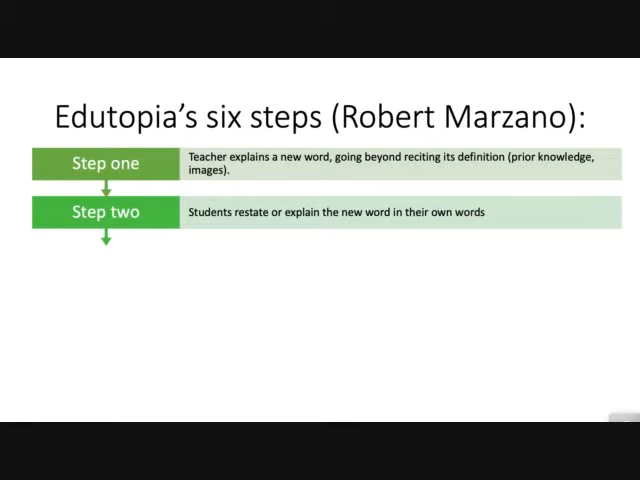 Edutopia’s six steps (Robert Marzano):
Step one
Teacher explains a new word, going beyond reciting its definition (prior knowledge,
images).
Step two
Students restate or explain the new word in their own words